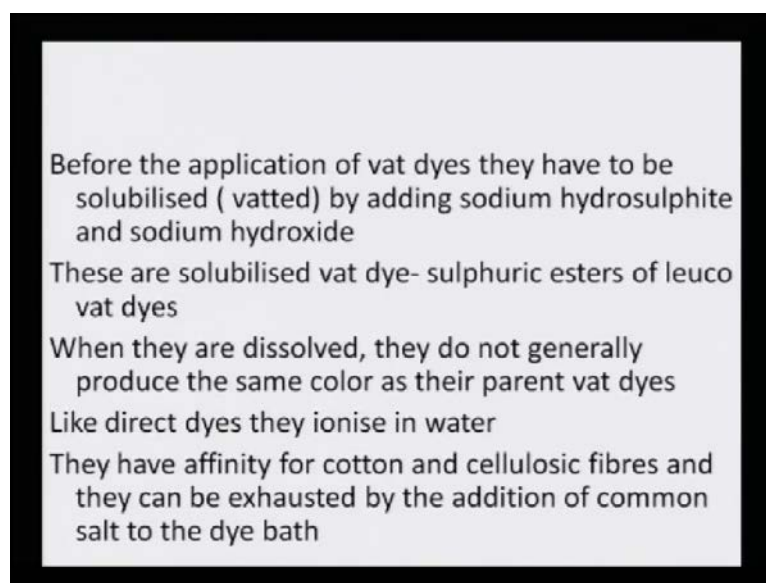 Before the application of vat dyes they have to be
solubilised ( vatted) by adding sodium hydrosulphite
and sodium hydroxide
These are solubilised vat dye- sulphuric esters of leuco
vat dyes
When they are dissolved, they do not generally
produce the same color as their parent vat dyes
Like direct dyes they ionise in water
They have affinity for cotton and cellulosic fibres and
they can be exhausted by the addition of common
salt to the dye bath